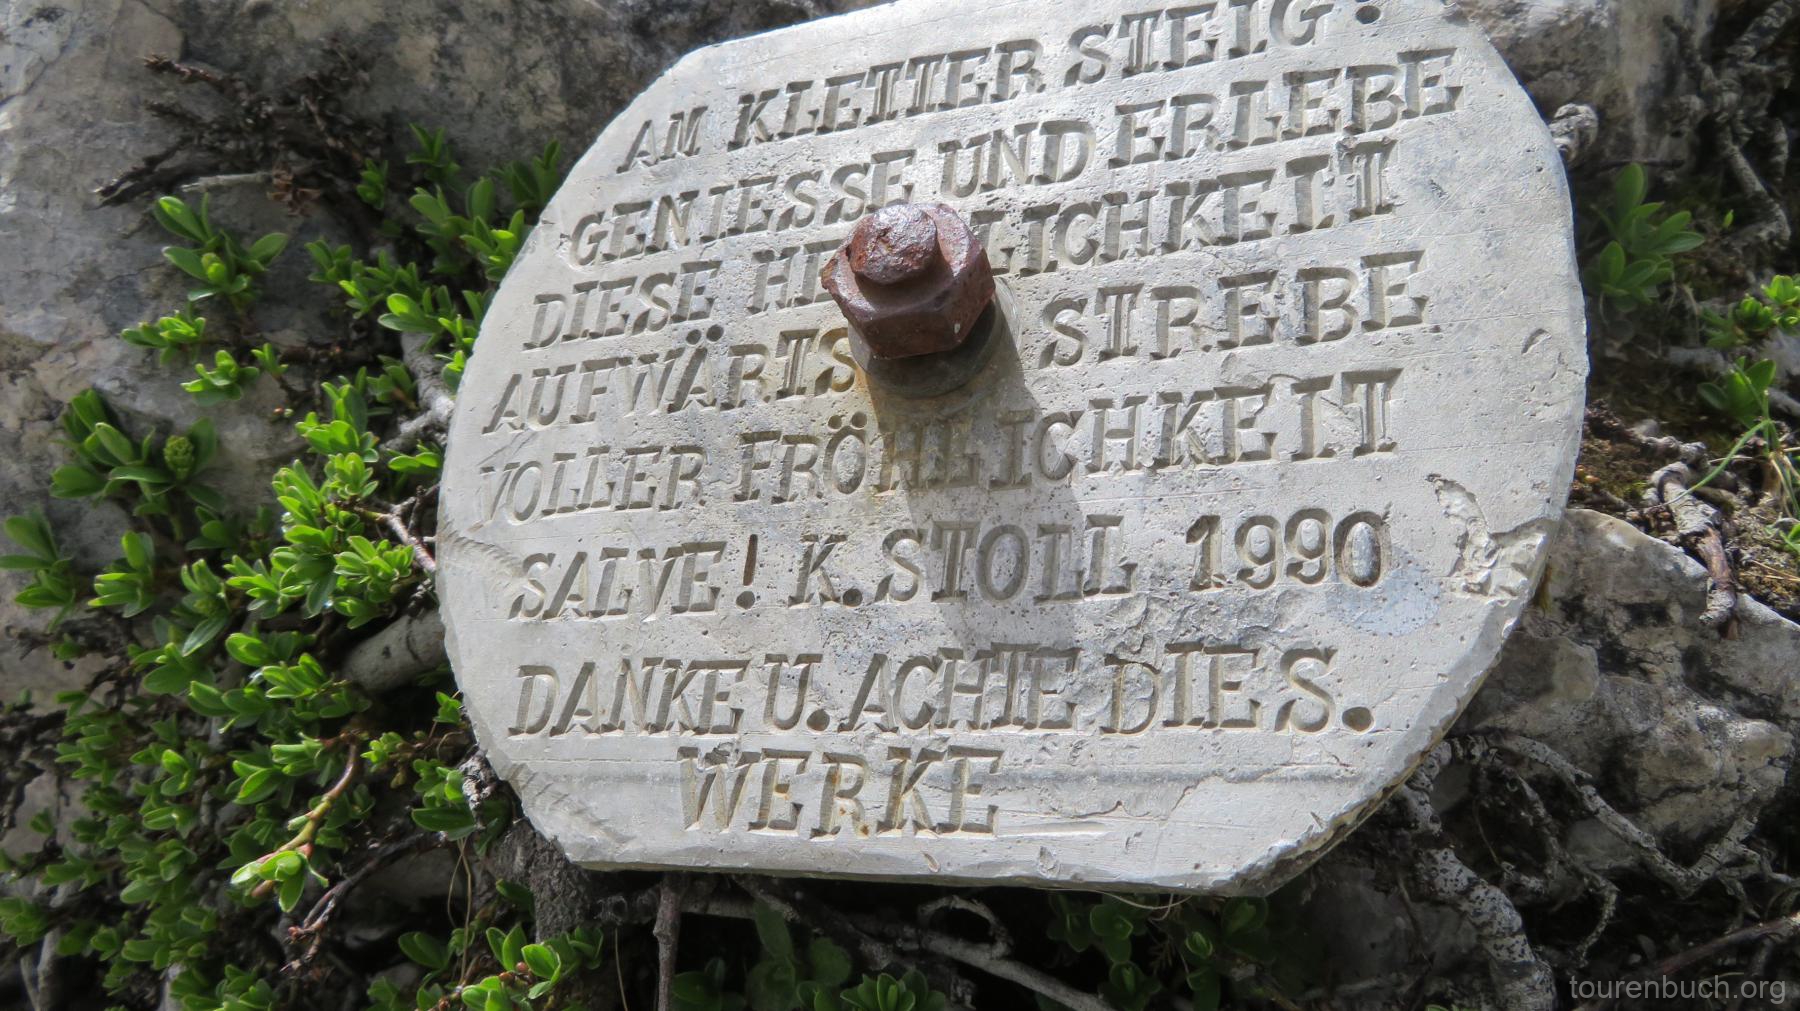 AM KLETTER STEIG!
GENIESSE UND ERLEBE
DIESE LICHKEIT
AUFWÄRTS STREBE
VOLLER FRÖHLICHKEIT
SALVE! K. STOLL 1990
DANKE U. ACHTE DIES.
WERKE
tourenbuch.org